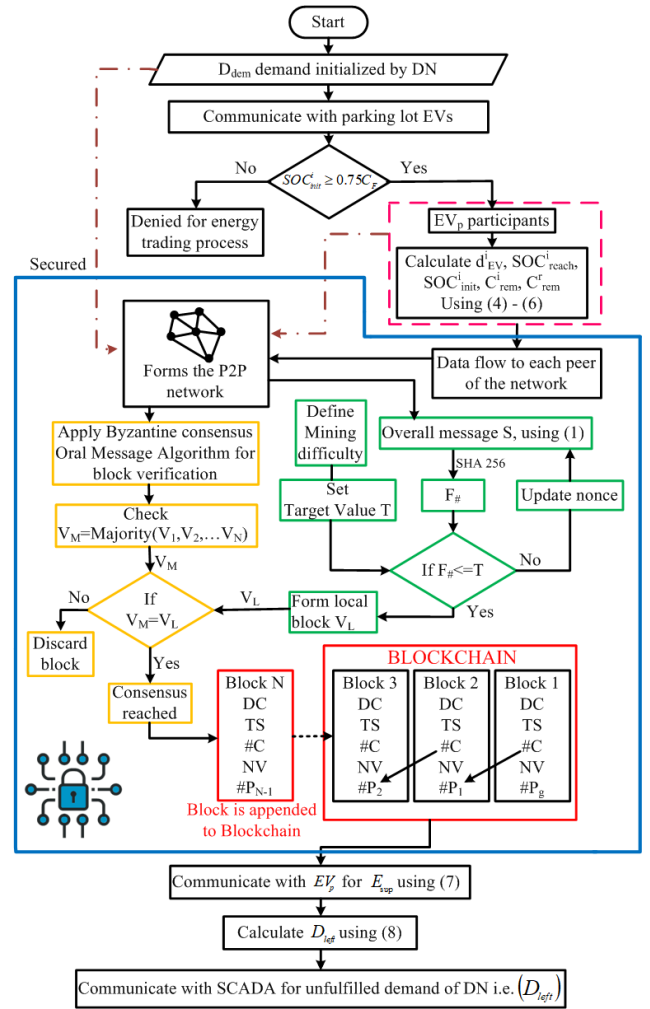 Start
D_dem demand initialized by DN
Communicate with parking lot EVs
No
SOC^i_init ≥ 0.75C_F
Yes
Denied for energy
trading process
EV_p participants
Calculate d^i_EV, SOC^i_reach,
SOC^i_init, C^i_rem, C^r_rem
Using (4) - (6)
Secured
Forms the P2P
network
Data flow to each peer
of the network
Apply Byzantine consensus
Oral Message Algorithm for
block verification
Define
Mining
difficulty
Overall message S, using (1)
SHA 256
Set
Target Value T
F_#
Update nonce
Check
V_M=Majority(V_1,V_2,…V_N)
V_M
If F_#<=T
No
Yes
No
If
V_M=V_L
V_L
Form local
block V_L
Discard
block
Yes
Consensus
reached
BLOCKCHAIN
Block N
DC
TS
#C
NV
#P_N-1
Block 3
DC
TS
#C
NV
#P_2
Block 2
DC
TS
#C
NV
#P_1
Block 1
DC
TS
#C
NV
#P_g
Block is appended
to Blockchain
Communicate with EV_p for E_sup using (7)
Calculate D_left using (8)
Communicate with SCADA for unfulfilled demand of DN i.e. (D_left)